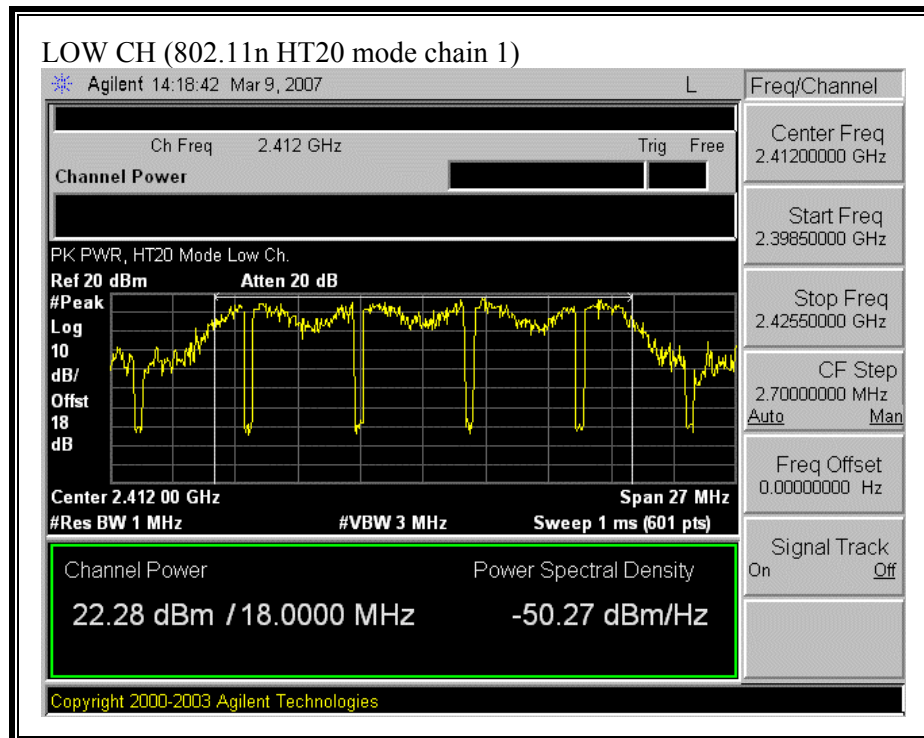 LOW CH (802.11n HT20 mode chain 1)
Agilent 14:18:42 Mar 9, 2007 L
Freq/Channel
Ch Freq 2.412 GHz Trig Free
Channel Power
Center Freq
2.41200000 GHz
Start Freq
2.39850000 GHz
Stop Freq
2.42550000 GHz
CF Step
2.70000000 MHz
Auto Man
Freq Offset
0.00000000 Hz
Signal Track
On Off
PK PWR, HT20 Mode Low Ch.
Ref 20 dBm Atten 20 dB
#Peak
Log
10
dB/
Offst
18
dB
Center 2.412 00 GHz Span 27 MHz
#Res BW 1 MHz #VBW 3 MHz Sweep 1 ms (601 pts)
Channel Power Power Spectral Density
22.28 dBm / 18.0000 MHz -50.27 dBm/Hz
Copyright 2000-2003 Agilent Technologies